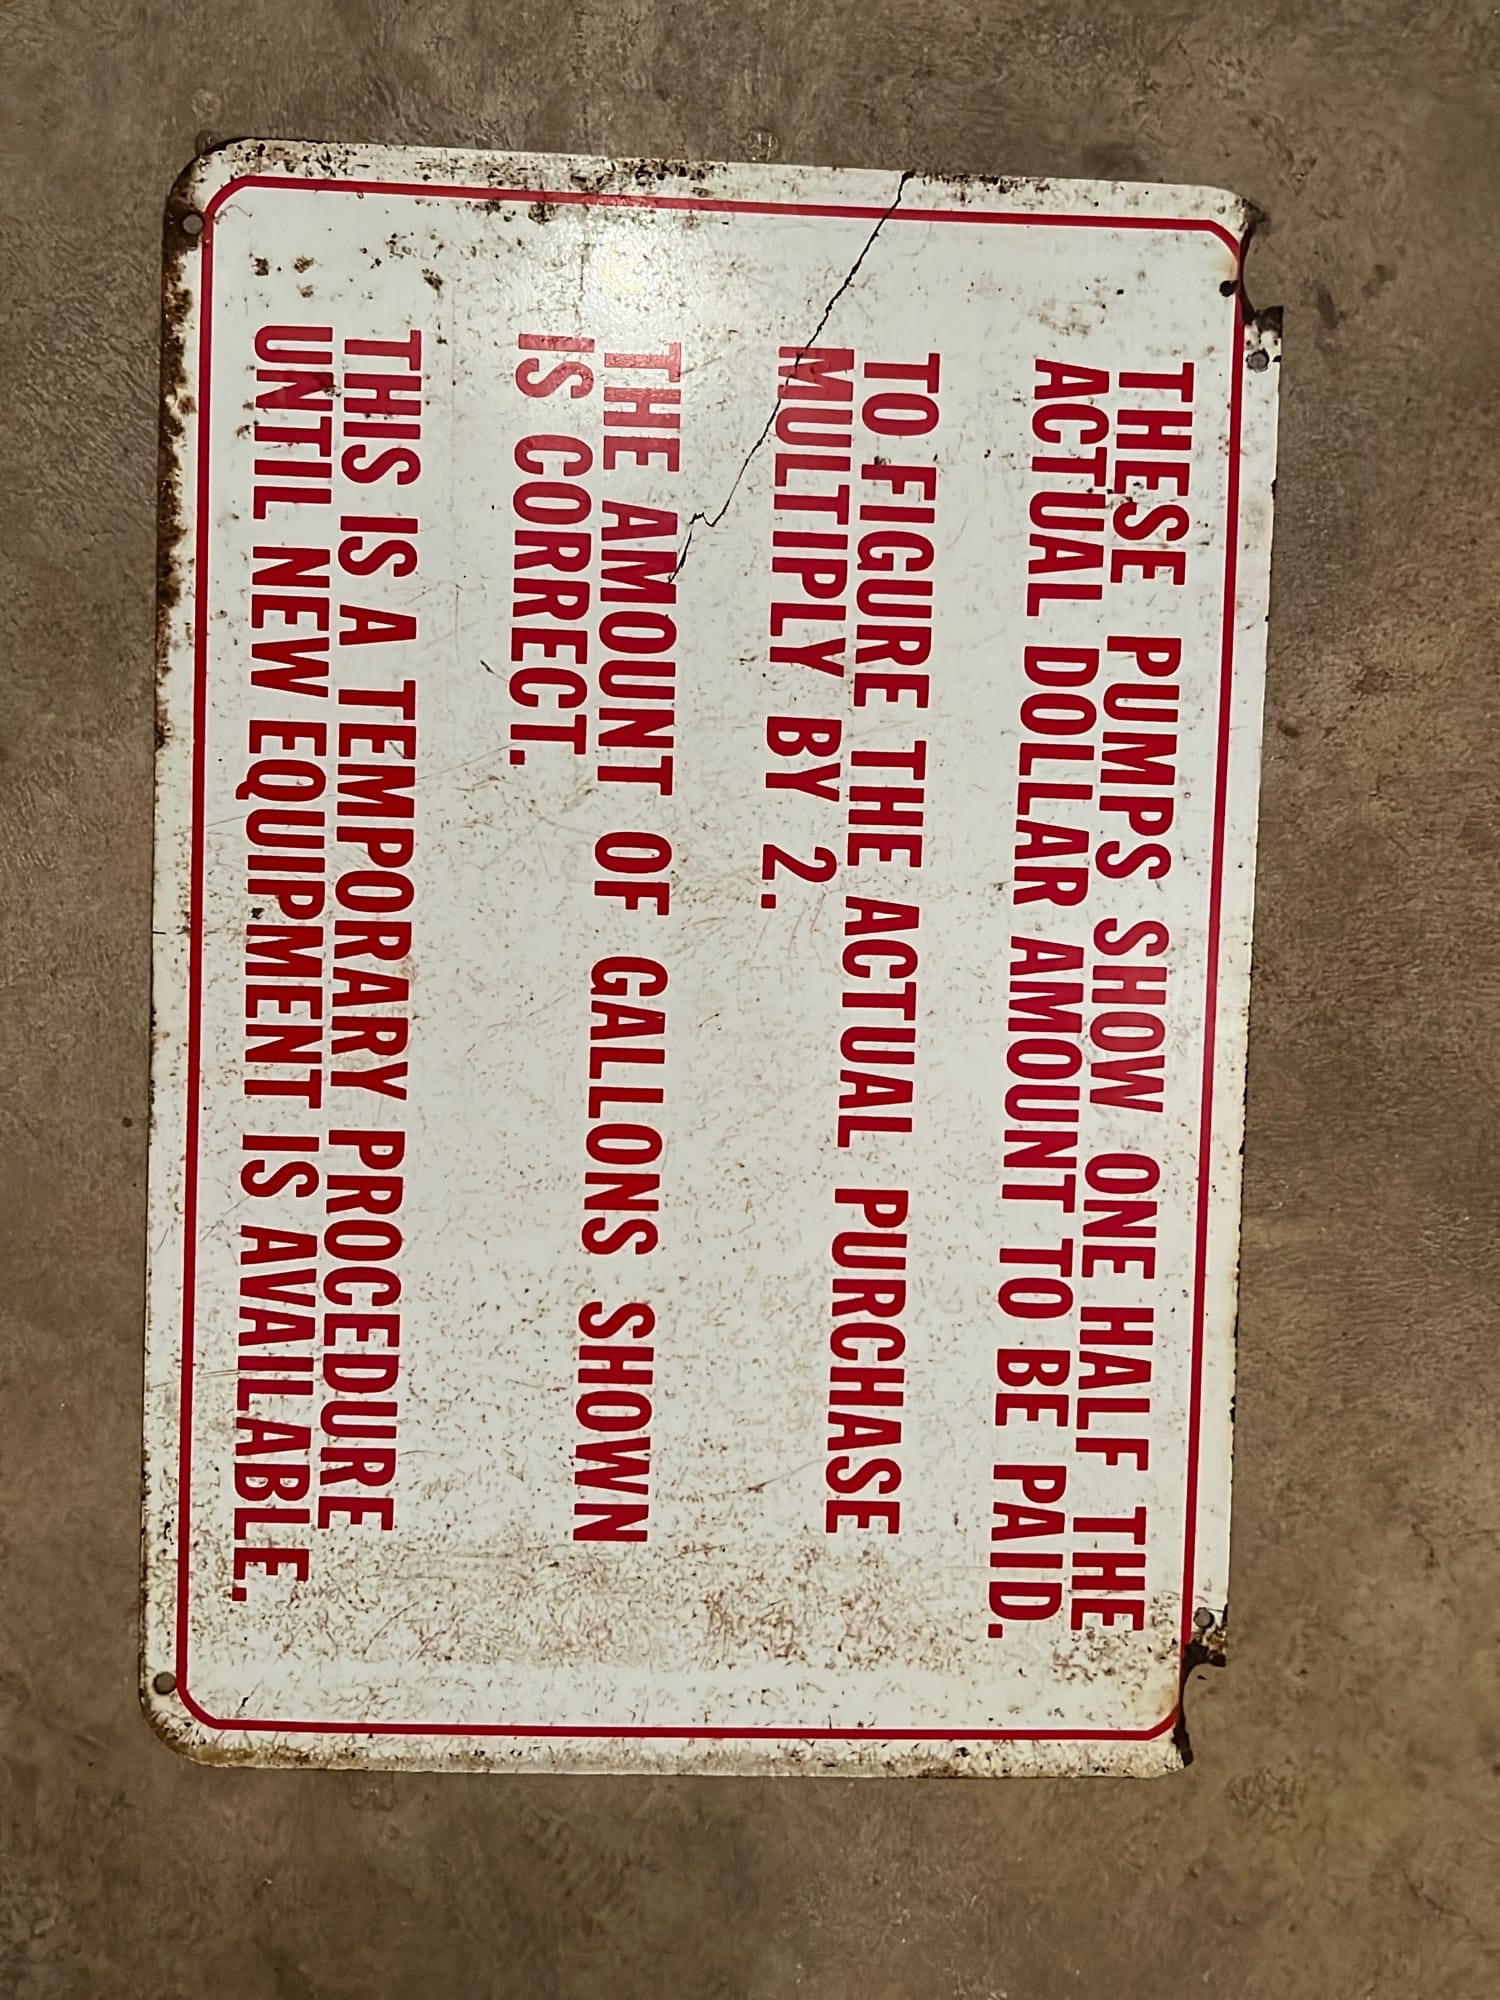 THESE PUMPS SHOW ONE HALF THE
ACTUAL DOLLAR AMOUNT TO BE PAID.
TO FIGURE THE ACTUAL PURCHASE
MULTIPLY BY 2.
THE AMOUNT OF GALLONS SHOWN
IS CORRECT.
THIS IS A TEMPORARY PROCEDURE
UNTIL NEW EQUIPMENT IS AVAILABLE.